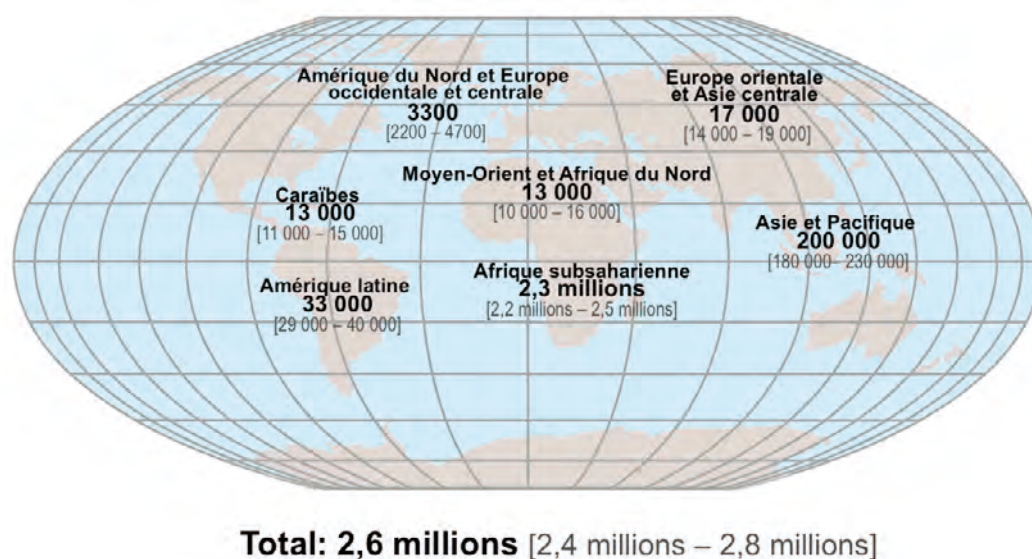 Amérique du Nord et Europe
occidentale et centrale
3300
[2200 – 4700]
Europe orientale
et Asie centrale
17 000
[14 000 – 19 000]
Moyen-Orient et Afrique du Nord
13 000
[10 000 – 16 000]
Caraïbes
13 000
[11 000 – 15 000]
Asie et Pacifique
200 000
[180 000 – 230 000]
Amérique latine
33 000
[29 000 – 40 000]
Afrique subsaharienne
2,3 millions
[2,2 millions – 2,5 millions]
Total: 2,6 millions [2,4 millions – 2,8 millions]